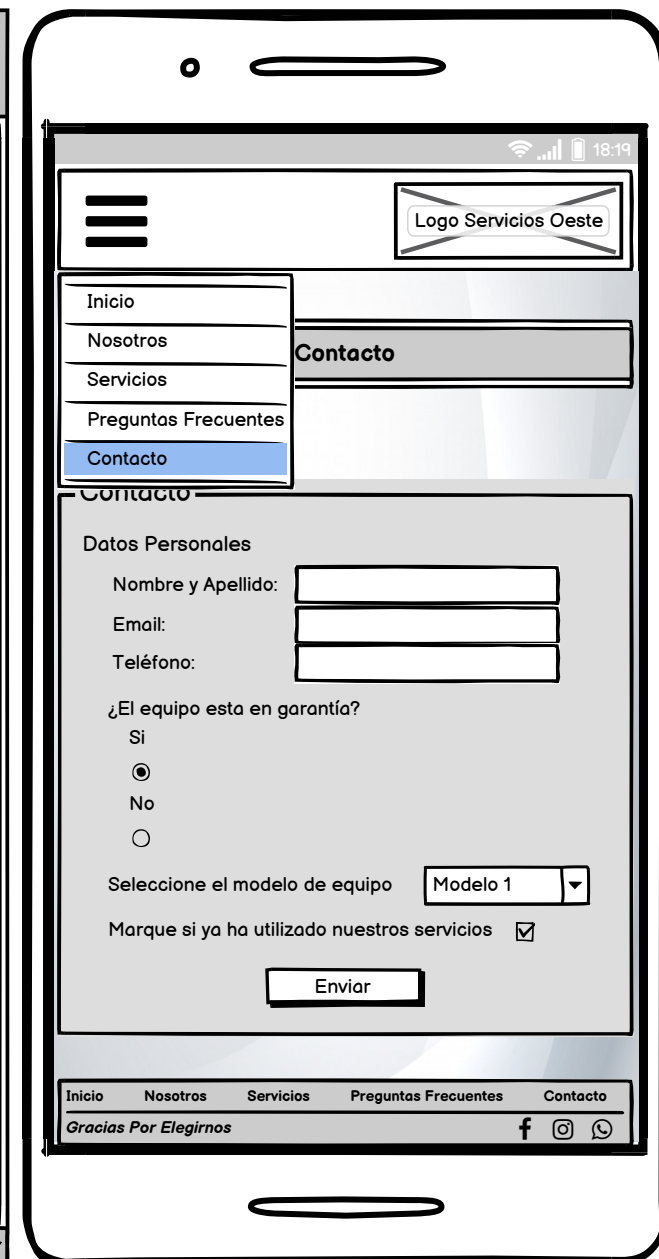 18:19
Logo Servicios Oeste
Inicio
Nosotros
Servicios
Preguntas Frecuentes
Contacto
Contacto
Contacto
Datos Personales
Nombre y Apellido:
Email:
Teléfono:
¿El equipo esta en garantía?
Si
No
Seleccione el modelo de equipo Modelo 1
Marque si ya ha utilizado nuestros servicios
Enviar
Inicio Nosotros Servicios Preguntas Frecuentes Contacto
Gracias Por Elegirnos